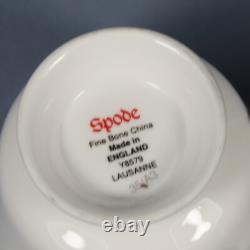 Spode
Fine Bone China
Made in
ENGLAND
Y8579
LAUSANNE